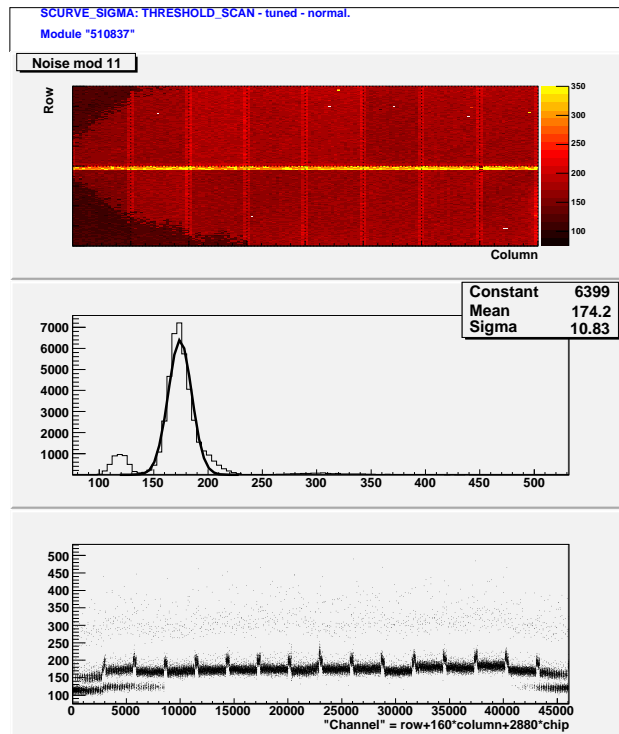 SCURVE_SIGMA: THRESHOLD_SCAN - tuned - normal.
Module "510837"
Noise mod 11
Row
350
300
250
200
150
100
Column
Constant 6399
Mean 174.2
Sigma 10.83
7000
6000
5000
4000
3000
2000
1000
100 150 200 250 300 350 400 450 500
500
450
400
350
300
250
200
150
100
0 5000 10000 15000 20000 25000 30000 35000 40000 45000
"Channel" = row+160*column+2880*chip